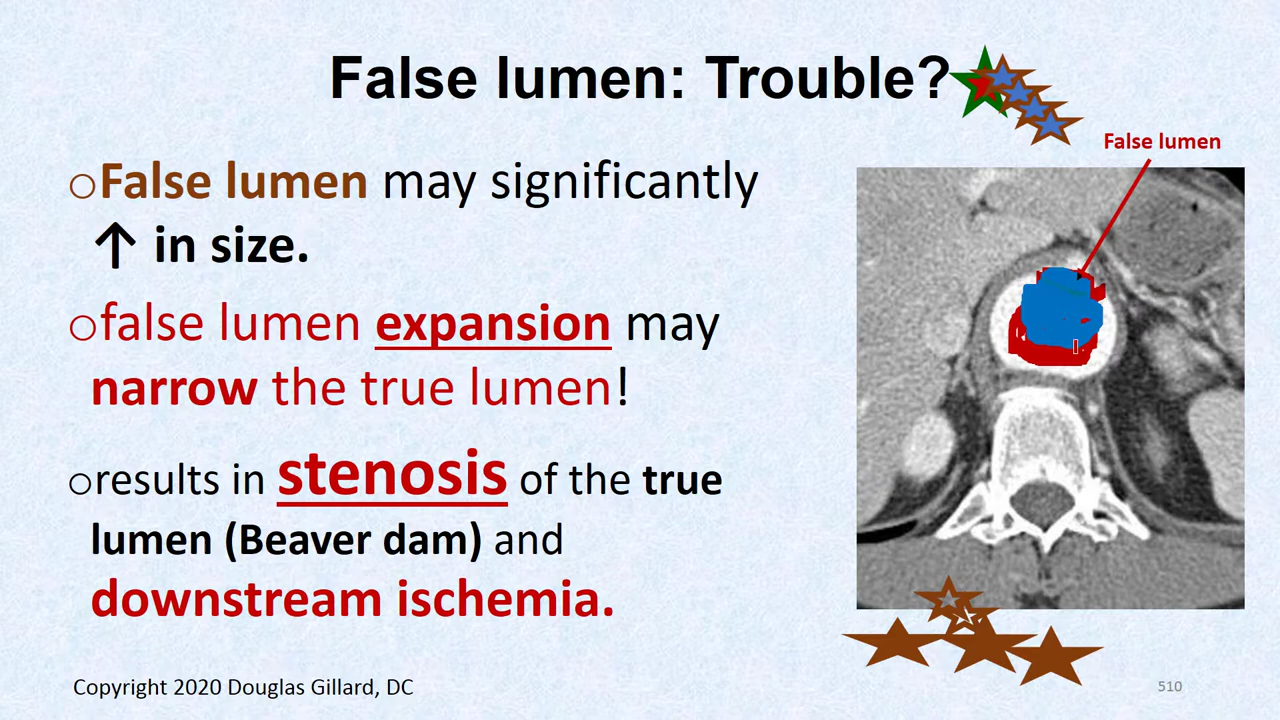 False lumen: Trouble?
False lumen
○False lumen may significantly
↑ in size.
○false lumen expansion may
narrow the true lumen!
○results in stenosis of the true
lumen (Beaver dam) and
downstream ischemia.
Copyright 2020 Douglas Gillard, DC
510